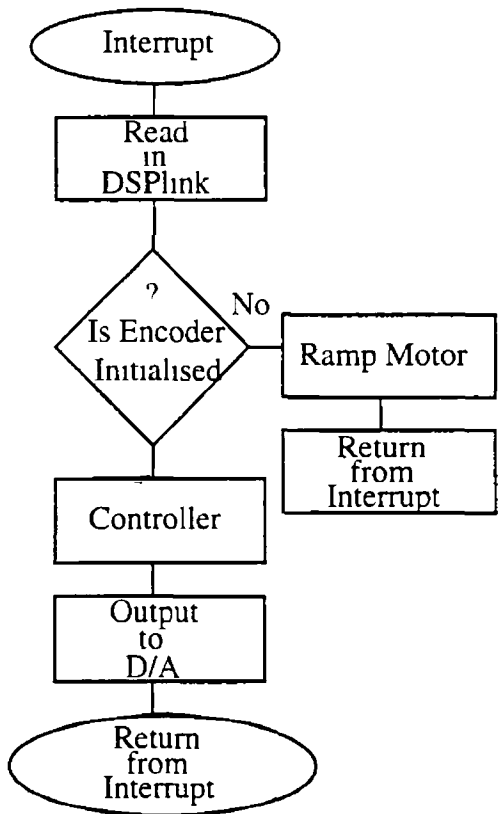 Interrupt
Read
in
DSPlink
?
Is Encoder
Initialised
No
Ramp Motor
Return
from
Interrupt
Controller
Output
to
D/A
Return
from
Interrupt